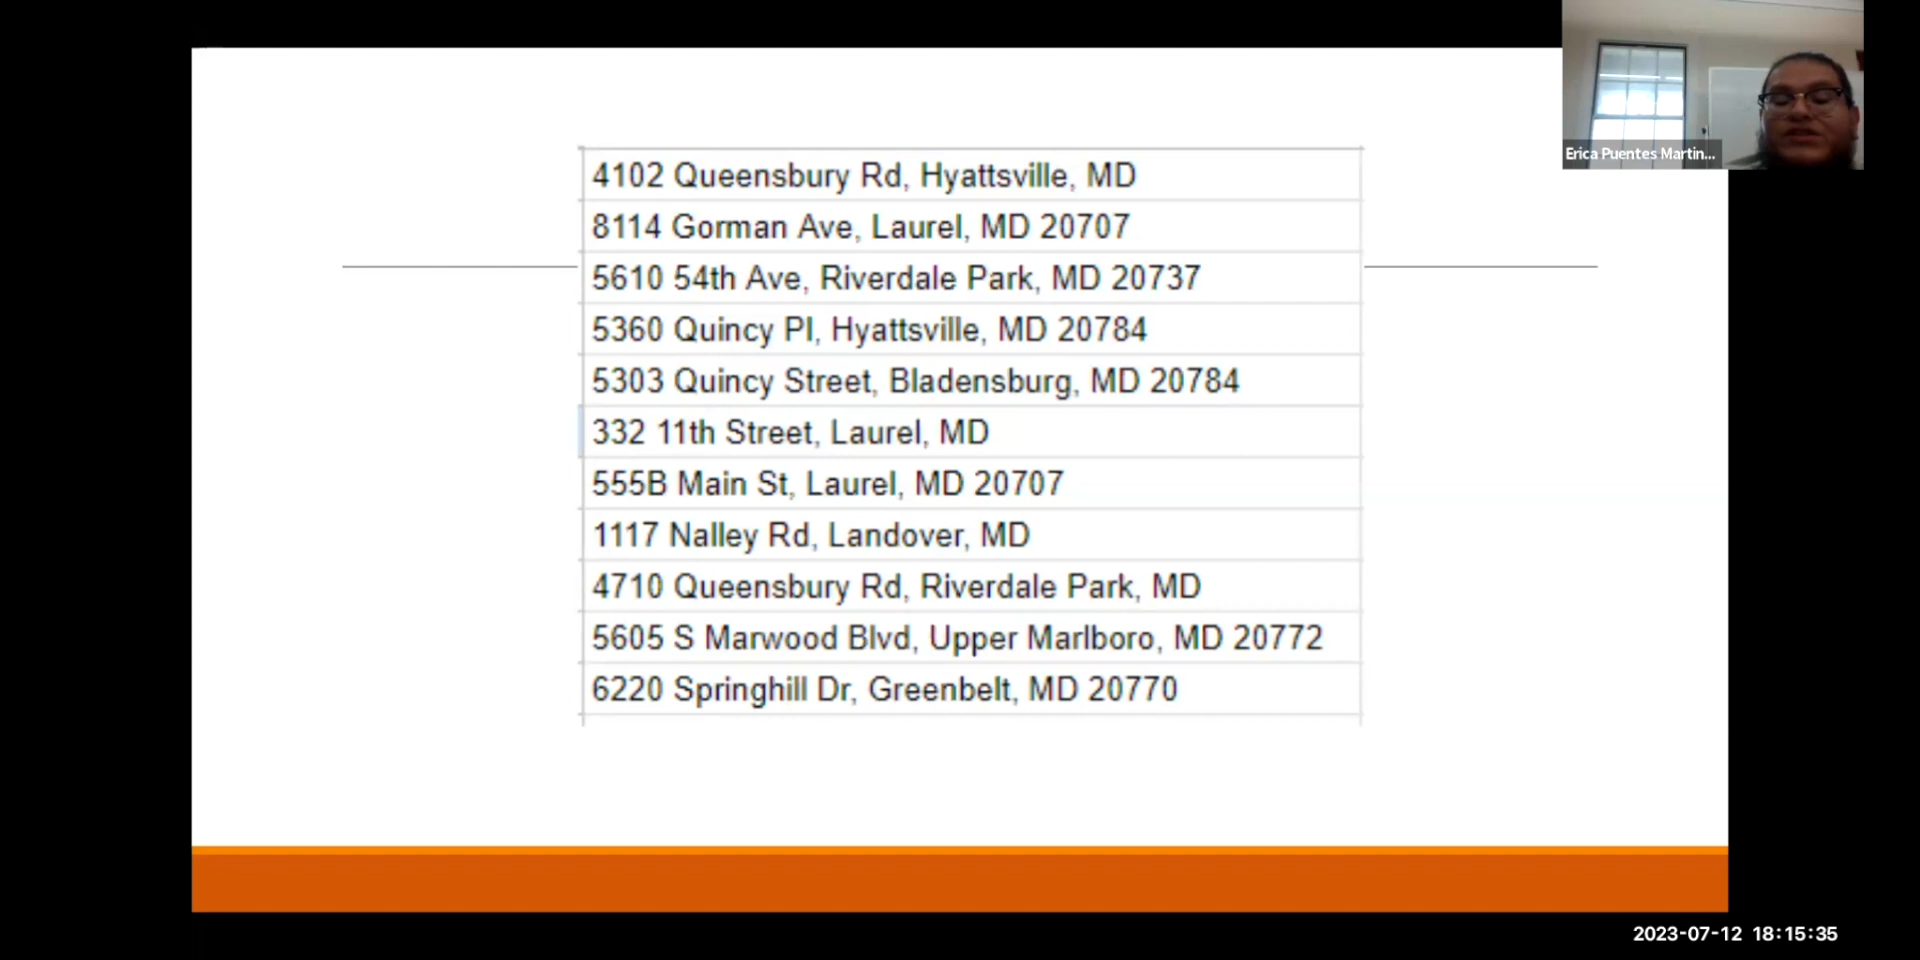 4102 Queensbury Rd, Hyattsville, MD
8114 Gorman Ave, Laurel, MD 20707
5610 54th Ave, Riverdale Park, MD 20737
5360 Quincy Pl, Hyattsville, MD 20784
5303 Quincy Street, Bladensburg, MD 20784
332 11th Street, Laurel, MD
555B Main St, Laurel, MD 20707
1117 Nalley Rd, Landover, MD
4710 Queensbury Rd, Riverdale Park, MD
5605 S Marwood Blvd, Upper Marlboro, MD 20772
6220 Springhill Dr, Greenbelt, MD 20770
Erica Puentes Martin...
2023-07-12 18:15:35